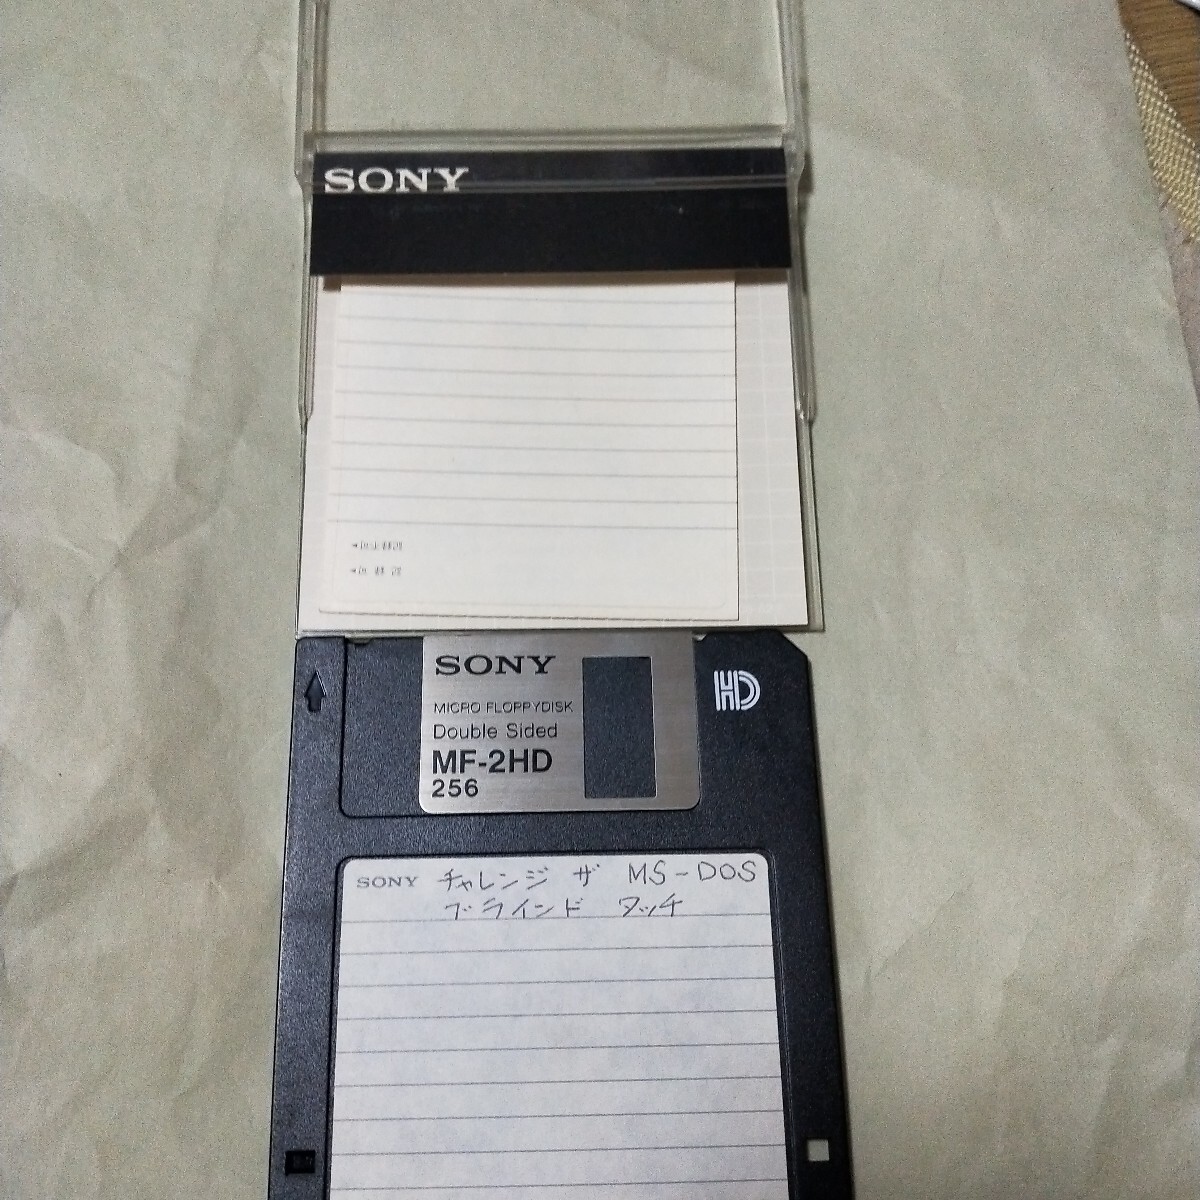 SONY
SONY
MICRO FLOPPYDISK
Double Sided
MF-2HD
256
HD
SONY チャレンジ ザ MS-DOS
ブラインド タッチ